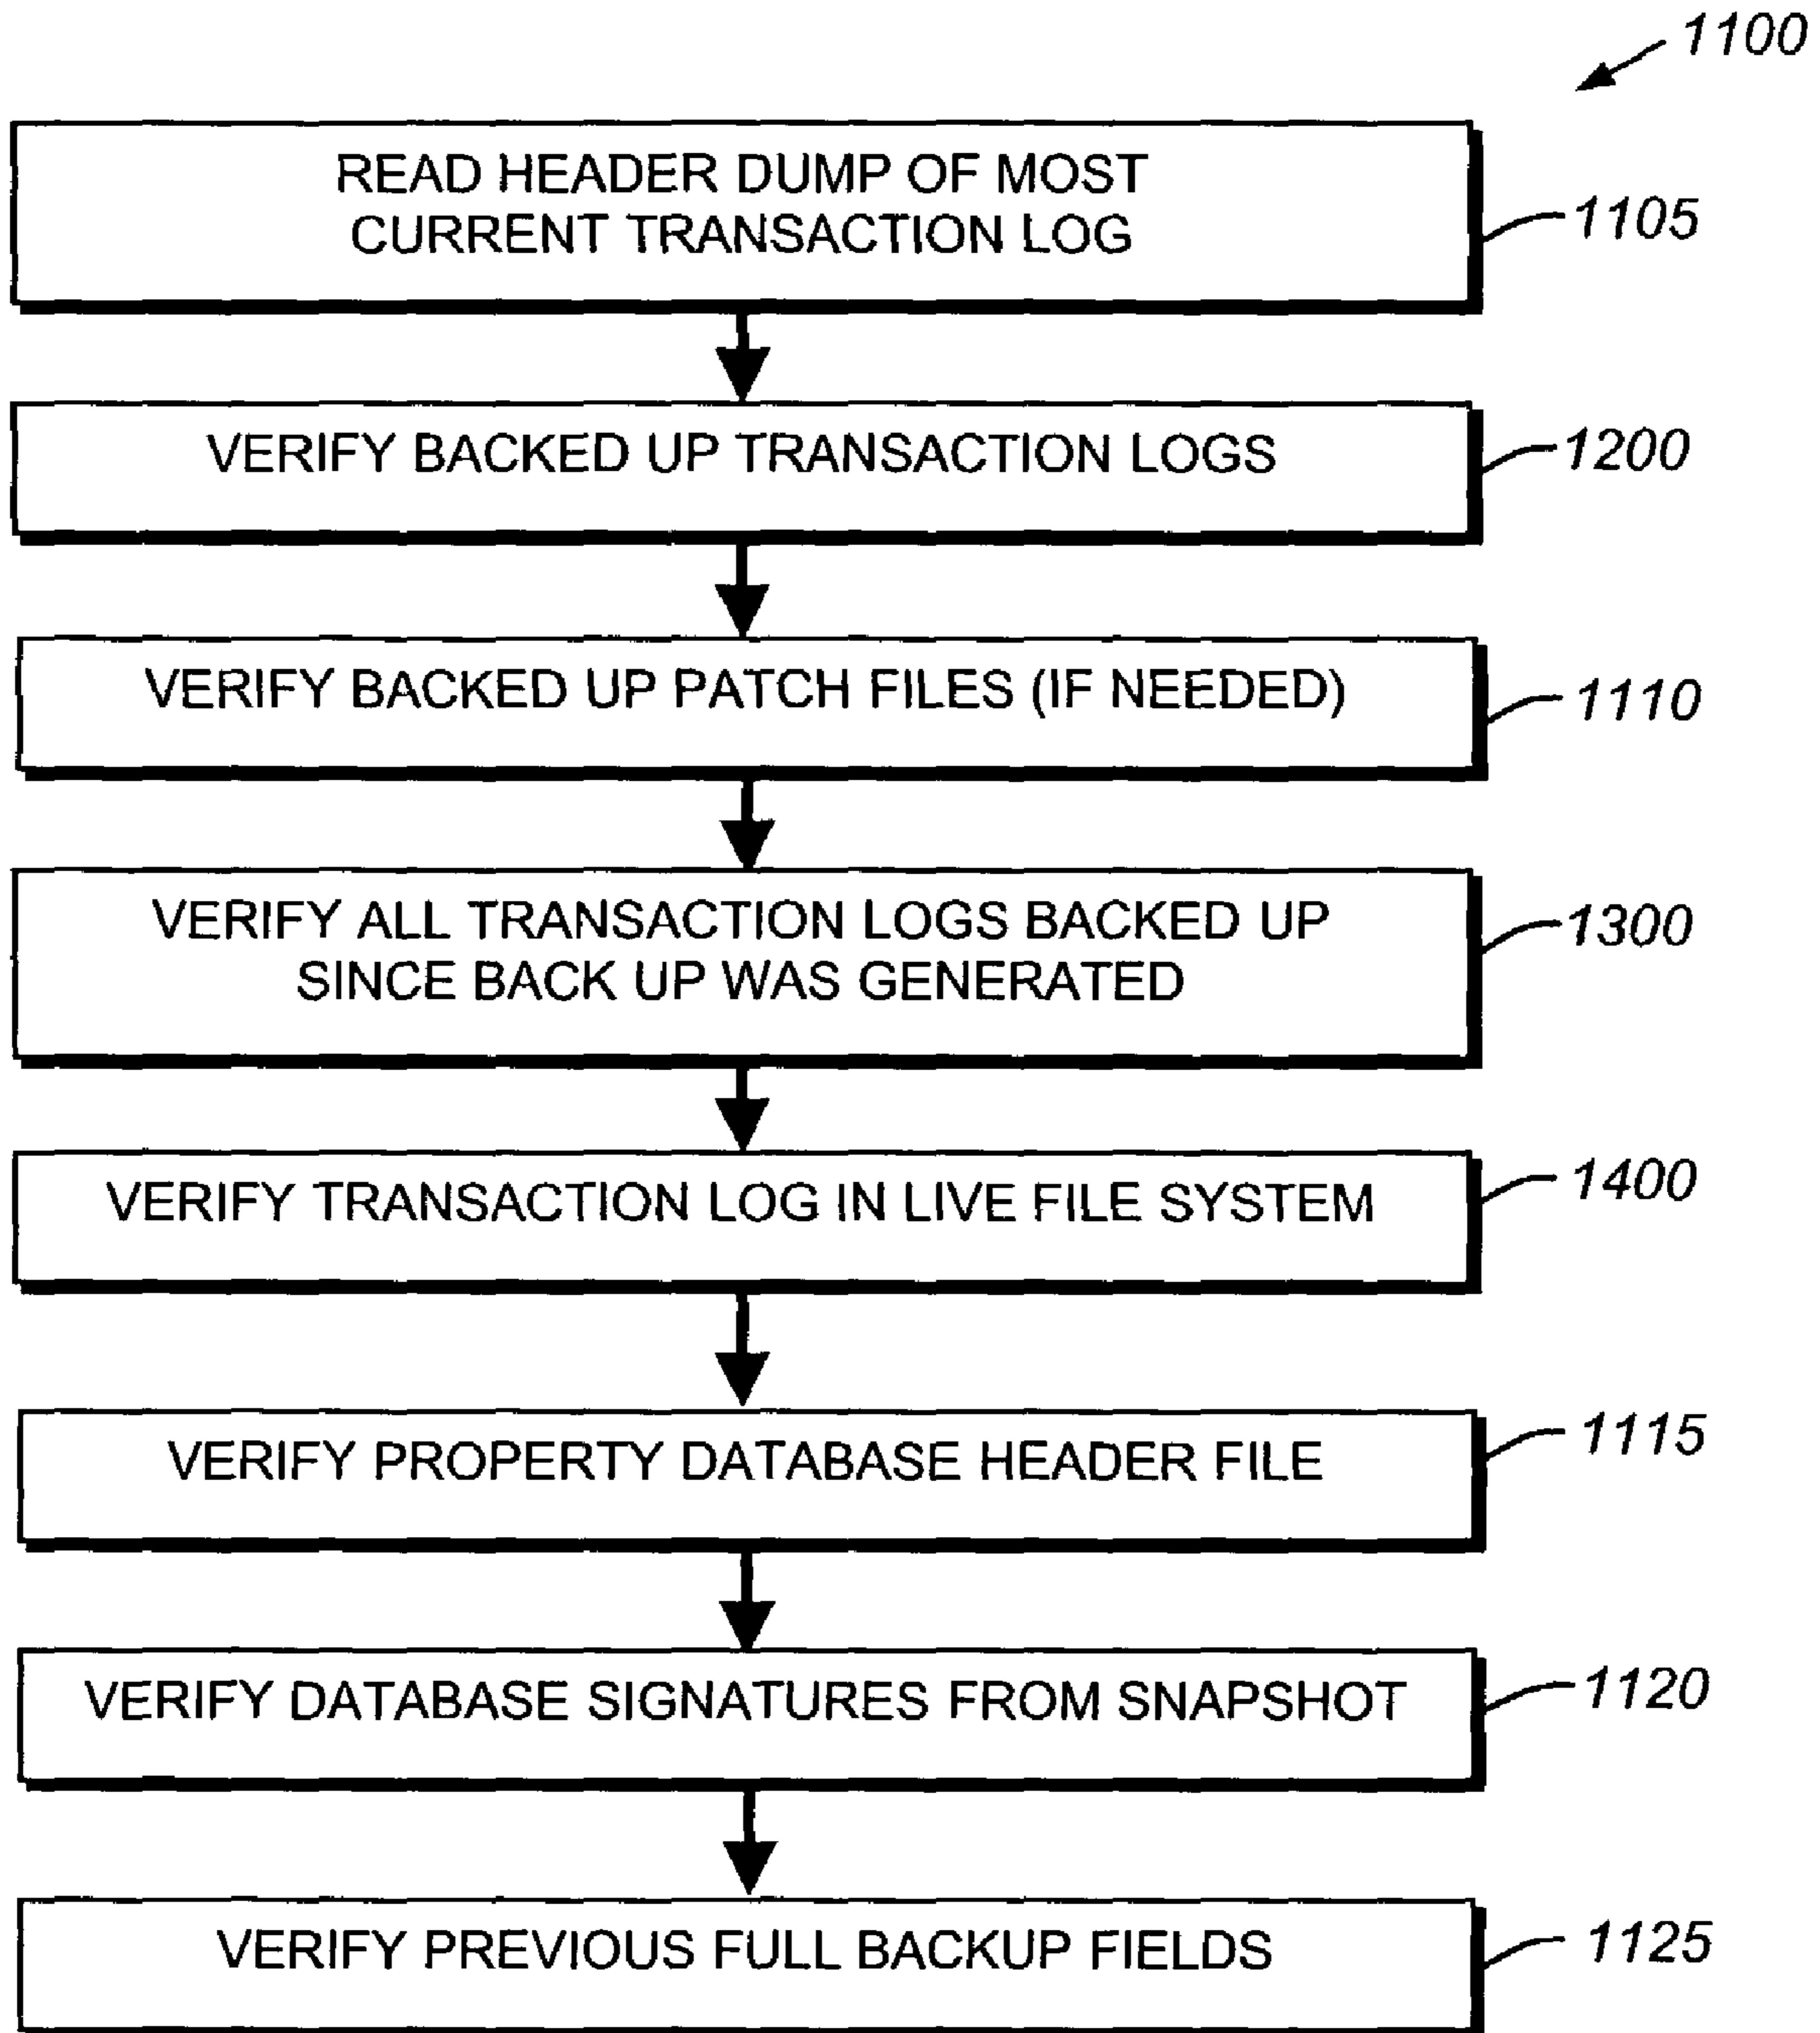 1100
READ HEADER DUMP OF MOST
CURRENT TRANSACTION LOG
1105
VERIFY BACKED UP TRANSACTION LOGS
1200
VERIFY BACKED UP PATCH FILES (IF NEEDED)
1110
VERIFY ALL TRANSACTION LOGS BACKED UP
SINCE BACK UP WAS GENERATED
1300
VERIFY TRANSACTION LOG IN LIVE FILE SYSTEM
1400
VERIFY PROPERTY DATABASE HEADER FILE
1115
VERIFY DATABASE SIGNATURES FROM SNAPSHOT
1120
VERIFY PREVIOUS FULL BACKUP FIELDS
1125